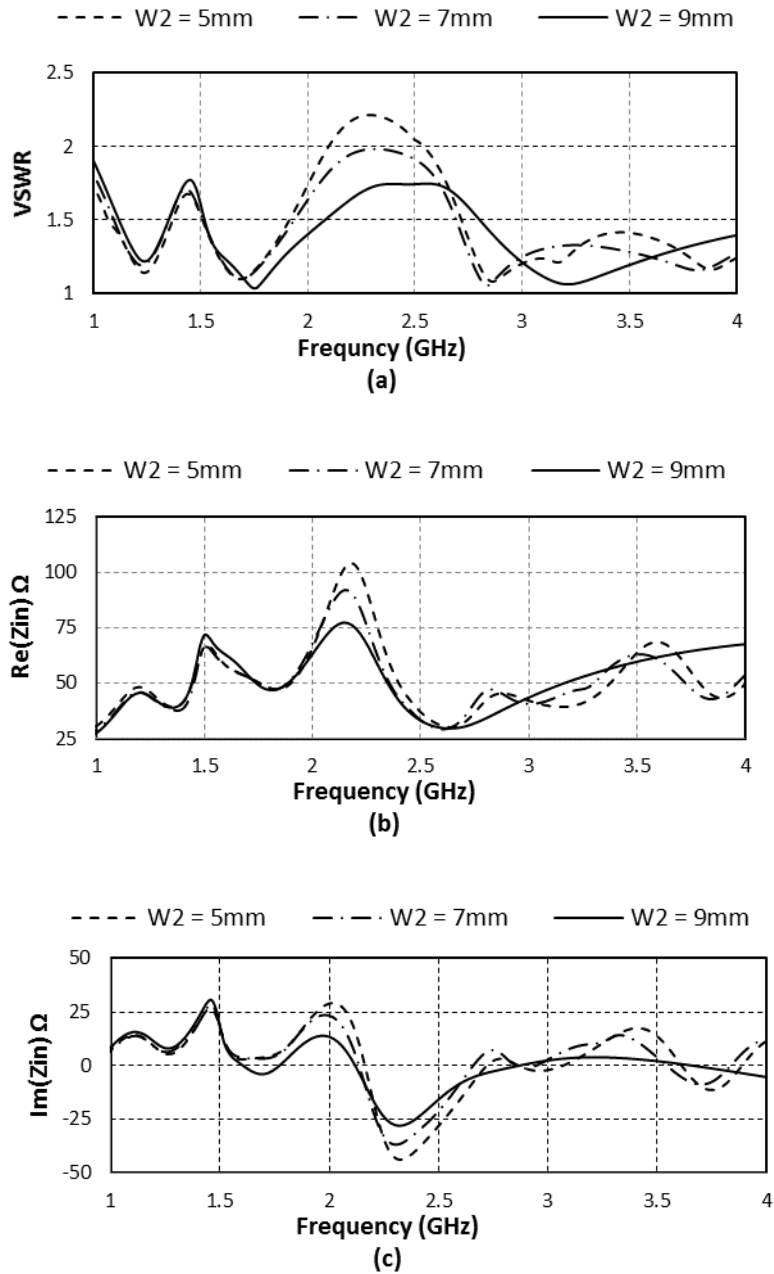 W2 = 5mm W2 = 7mm W2 = 9mm
2.5
2
1.5
1
VSWR
1 1.5 2 2.5 3 3.5 4
Frequncy (GHz)
(a)
W2 = 5mm W2 = 7mm W2 = 9mm
125
100
75
50
25
Re(Zin) Ω
1 1.5 2 2.5 3 3.5 4
Frequency (GHz)
(b)
W2 = 5mm W2 = 7mm W2 = 9mm
50
25
0
-25
-50
Im(Zin) Ω
1 1.5 2 2.5 3 3.5 4
Frequency (GHz)
(c)